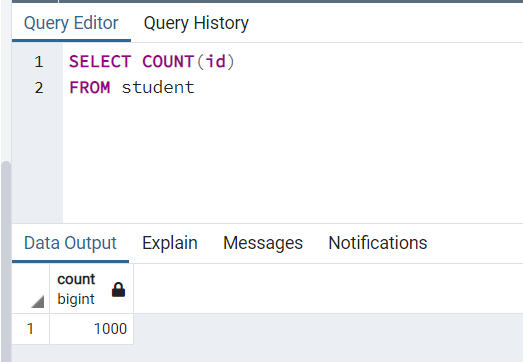 Query Editor Query History
1 SELECT COUNT(id)
2 FROM student
Data Output Explain Messages Notifications
count
bigint
1 1000